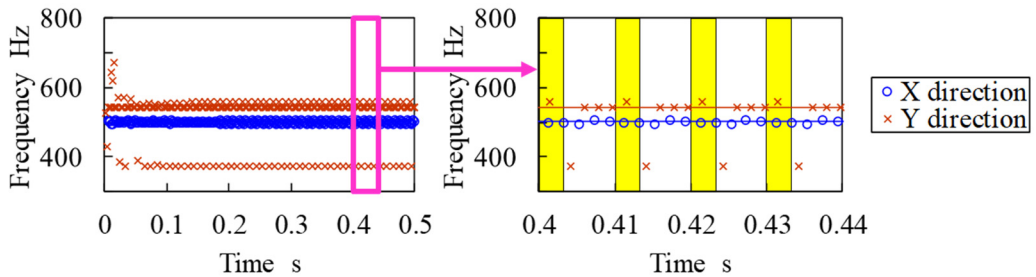 800
600
400
Frequency Hz
0 0.1 0.2 0.3 0.4 0.5
Time s
800
600
400
Frequency Hz
0.4 0.41 0.42 0.43 0.44
Time s
X direction
Y direction